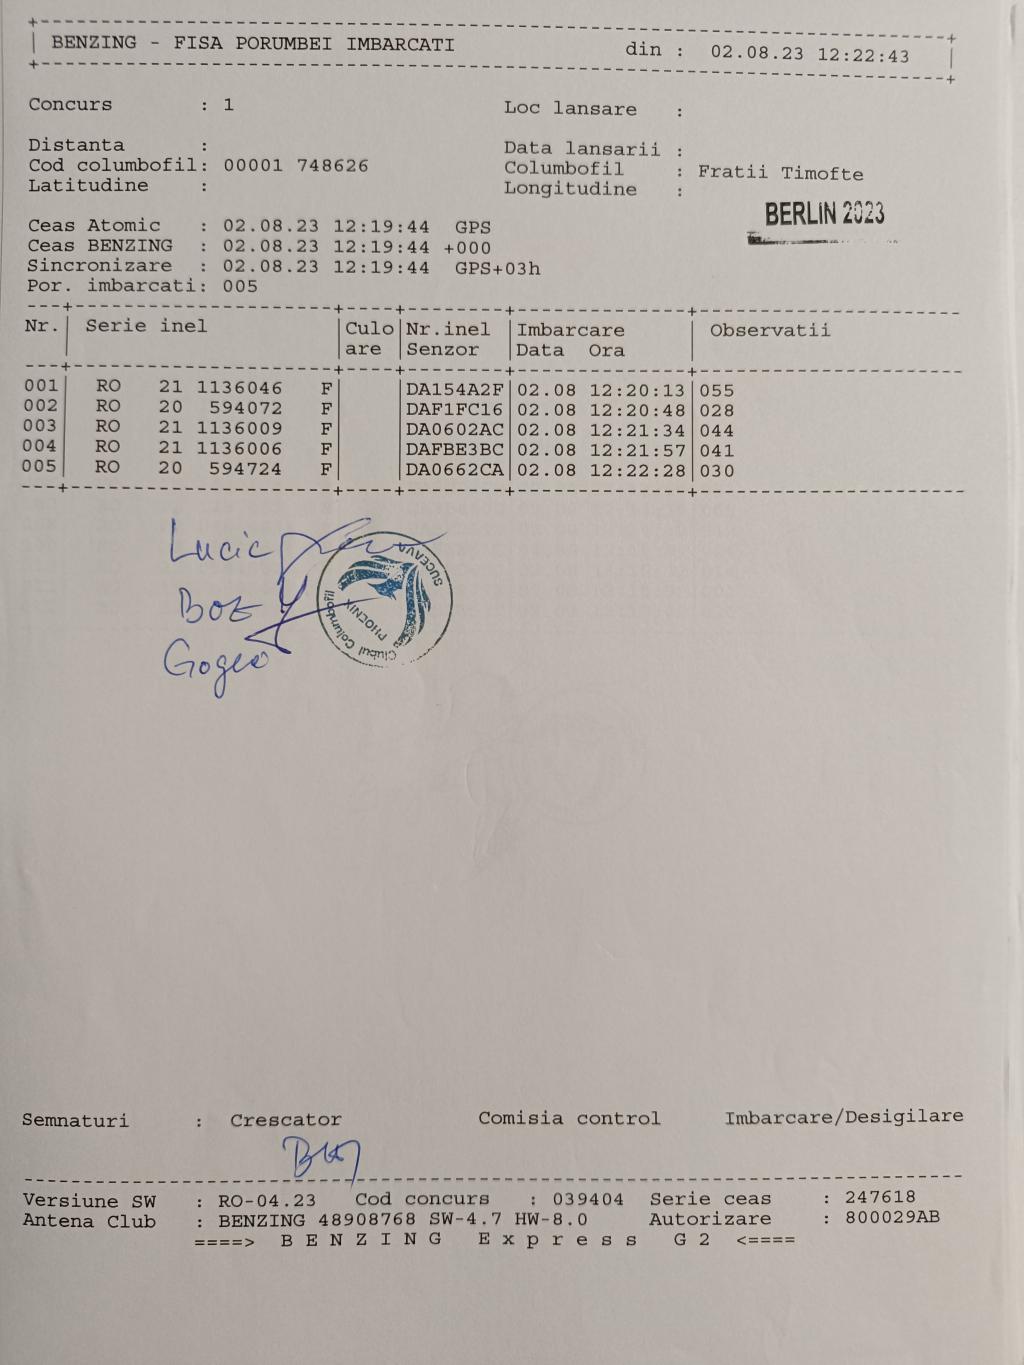 BENZING - FISA PORUMBEI IMBARCATI din : 02.08.23 12:22:43
Concurs : 1 Loc lansare :
Distanta : Data lansarii :
Cod columbofil: 00001 748626 Columbofil : Fratii Timofte
Latitudine : Longitudine :
BERLIN 2023
Ceas Atomic : 02.08.23 12:19:44 GPS
Ceas BENZING : 02.08.23 12:19:44 +000
Sincronizare : 02.08.23 12:19:44 GPS+03h
Por. imbarcati: 005
Nr. Serie inel Culo Nr.inel Imbarcare Observatii
are Senzor Data Ora
001 RO 21 1136046 F DA154A2F 02.08 12:20:13 055
002 RO 20 594072 F DAF1FC16 02.08 12:20:48 028
003 RO 21 1136009 F DA0602AC 02.08 12:21:34 044
004 RO 21 1136006 F DAFBE3BC 02.08 12:21:57 041
005 RO 20 594724 F DA0662CA 02.08 12:22:28 030
Clubul Columbofil
PHOENIX
SUCEAVA
Semnaturi : Crescator Comisia control Imbarcare/Desigilare
Versiune SW : RO-04.23 Cod concurs : 039404 Serie ceas : 247618
Antena Club : BENZING 48908768 SW-4.7 HW-8.0 Autorizare : 800029AB
====> B E N Z I N G E x p r e s s G 2 <====